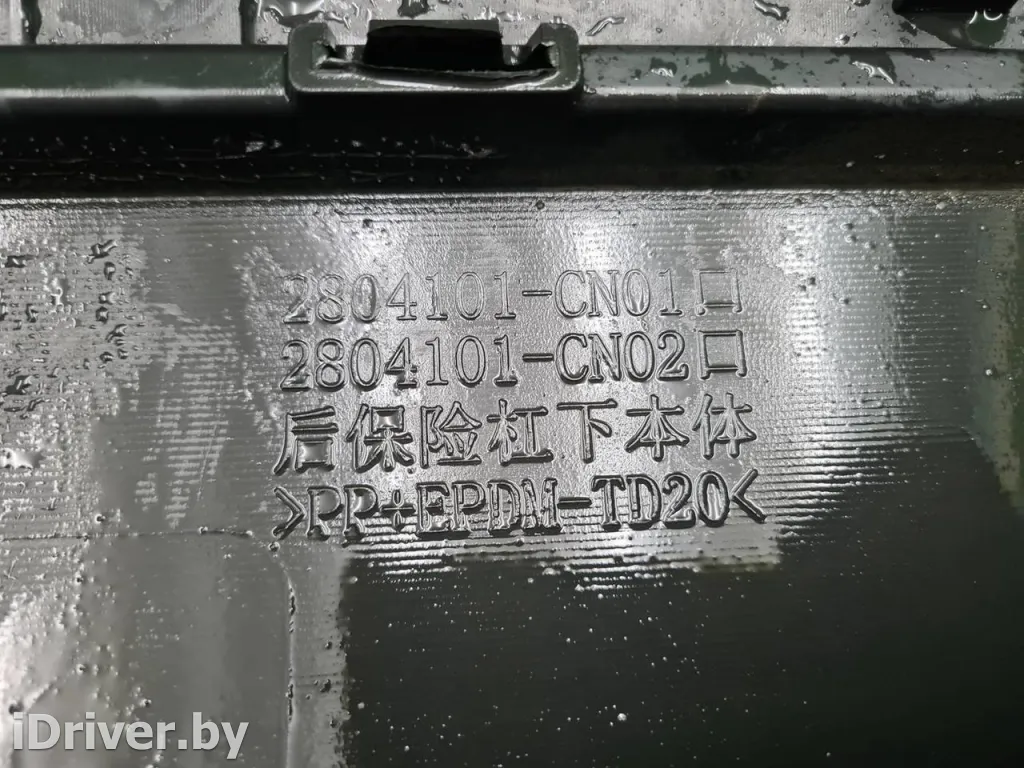 2804101-CN01口
2804101-CN02口
后保险杠下本体
>PP+EPDM-TD20<
iDriver.by